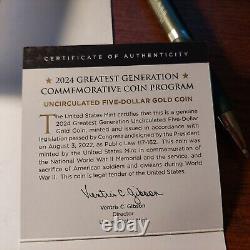 CERTIFICATE OF AUTHENTICITY
2024 GREATEST GENERATION
COMMEMORATIVE COIN PROGRAM
UNCIRCULATED FIVE-DOLLAR GOLD COIN
The United States Mint certifies that this is a genuine
2024 Greatest Generation Uncirculated Five-Dollar
Gold Coin, minted and issued in accordance with
legislation passed by Congress and signed by the President
on August 3, 2022, as Public Law 117-162. This coin was
minted by the United States Mint in commemoration of
the National World War II Memorial and the service, and
sacrifice of American soldiers and civilians during World
War II. This coin is legal tender of the United States.
Ventris C. Gibson
Ventris C. Gibson
Director